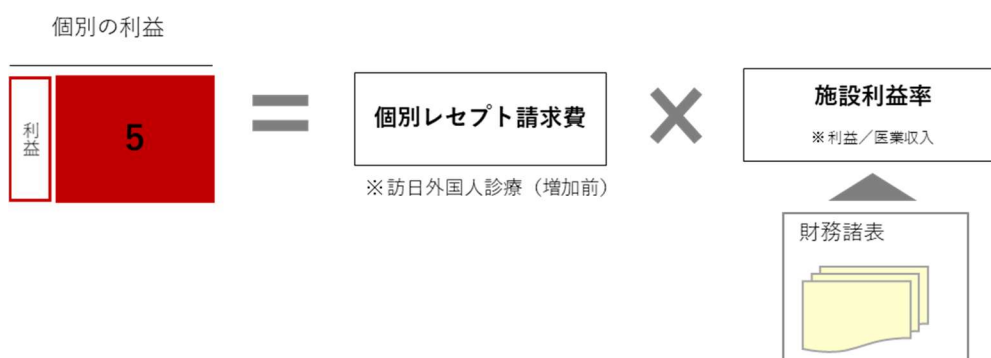 個別の利益
利益
5
個別レセプト請求費
※訪日外国人診療（増加前）
施設利益率
※利益／医業収入
財務諸表